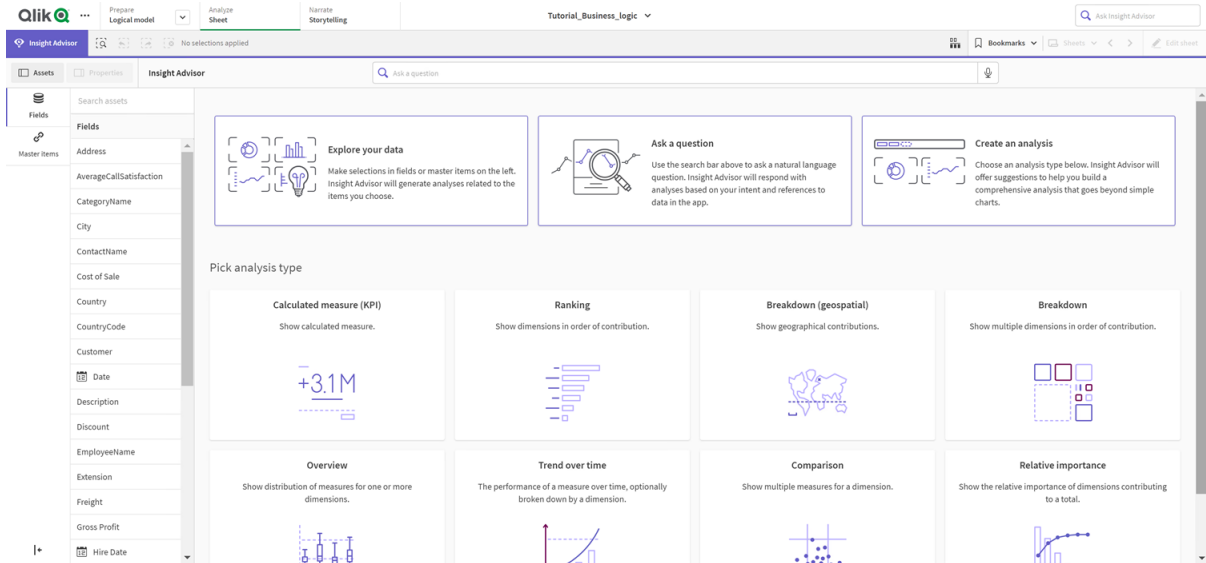 Qlik
Prepare
Logical model
Analyze
Sheet
Narrate
Storytelling
Tutorial_Business_logic
Ask Insight Advisor
Insight Advisor
No selections applied
Bookmarks
Sheets
Edit sheet
Assets
Properties
Insight Advisor
Ask a question
Fields
Master items
Search assets
Fields
Address
AverageCallSatisfaction
CategoryName
City
ContactName
Cost of Sale
Country
CountryCode
Customer
Date
Description
Discount
EmployeeName
Extension
Freight
Gross Profit
Hire Date
Explore your data
Make selections in fields or master items on the left.
Insight Advisor will generate analyses related to the
items you choose.
Ask a question
Use the search bar above to ask a natural language
question. Insight Advisor will respond with
analyses based on your intent and references to
data in the app.
Create an analysis
Choose an analysis type below. Insight Advisor will
offer suggestions to help you build a
comprehensive analysis that goes beyond simple
charts.
Pick analysis type
Calculated measure (KPI)
Show calculated measure.
+3.1M
Ranking
Show dimensions in order of contribution.
Breakdown (geospatial)
Show geographical contributions.
Breakdown
Show multiple dimensions in order of contribution.
Overview
Show distribution of measures for one or more
dimensions.
Trend over time
The performance of a measure over time, optionally
broken down by a dimension.
Comparison
Show multiple measures for a dimension.
Relative importance
Show the relative importance of dimensions contributing
to a total.